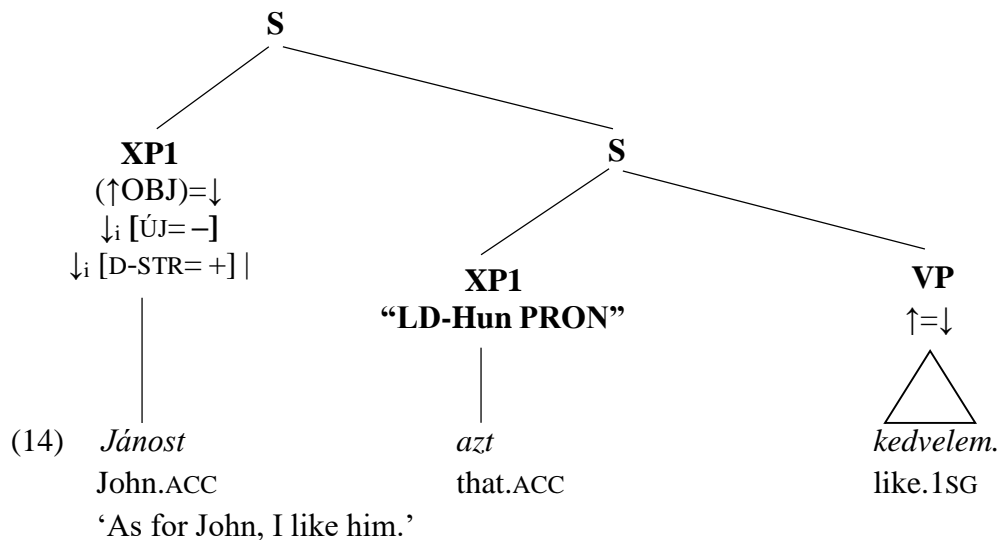 S
XP1
(↑OBJ)=↓
↓i [ÚJ= –]
↓i [D-STR= +] |
S
XP1
“LD-Hun PRON”
VP
↑=↓
(14) Jánost azt kedvelem.
John.ACC that.ACC like.1SG
‘As for John, I like him.’